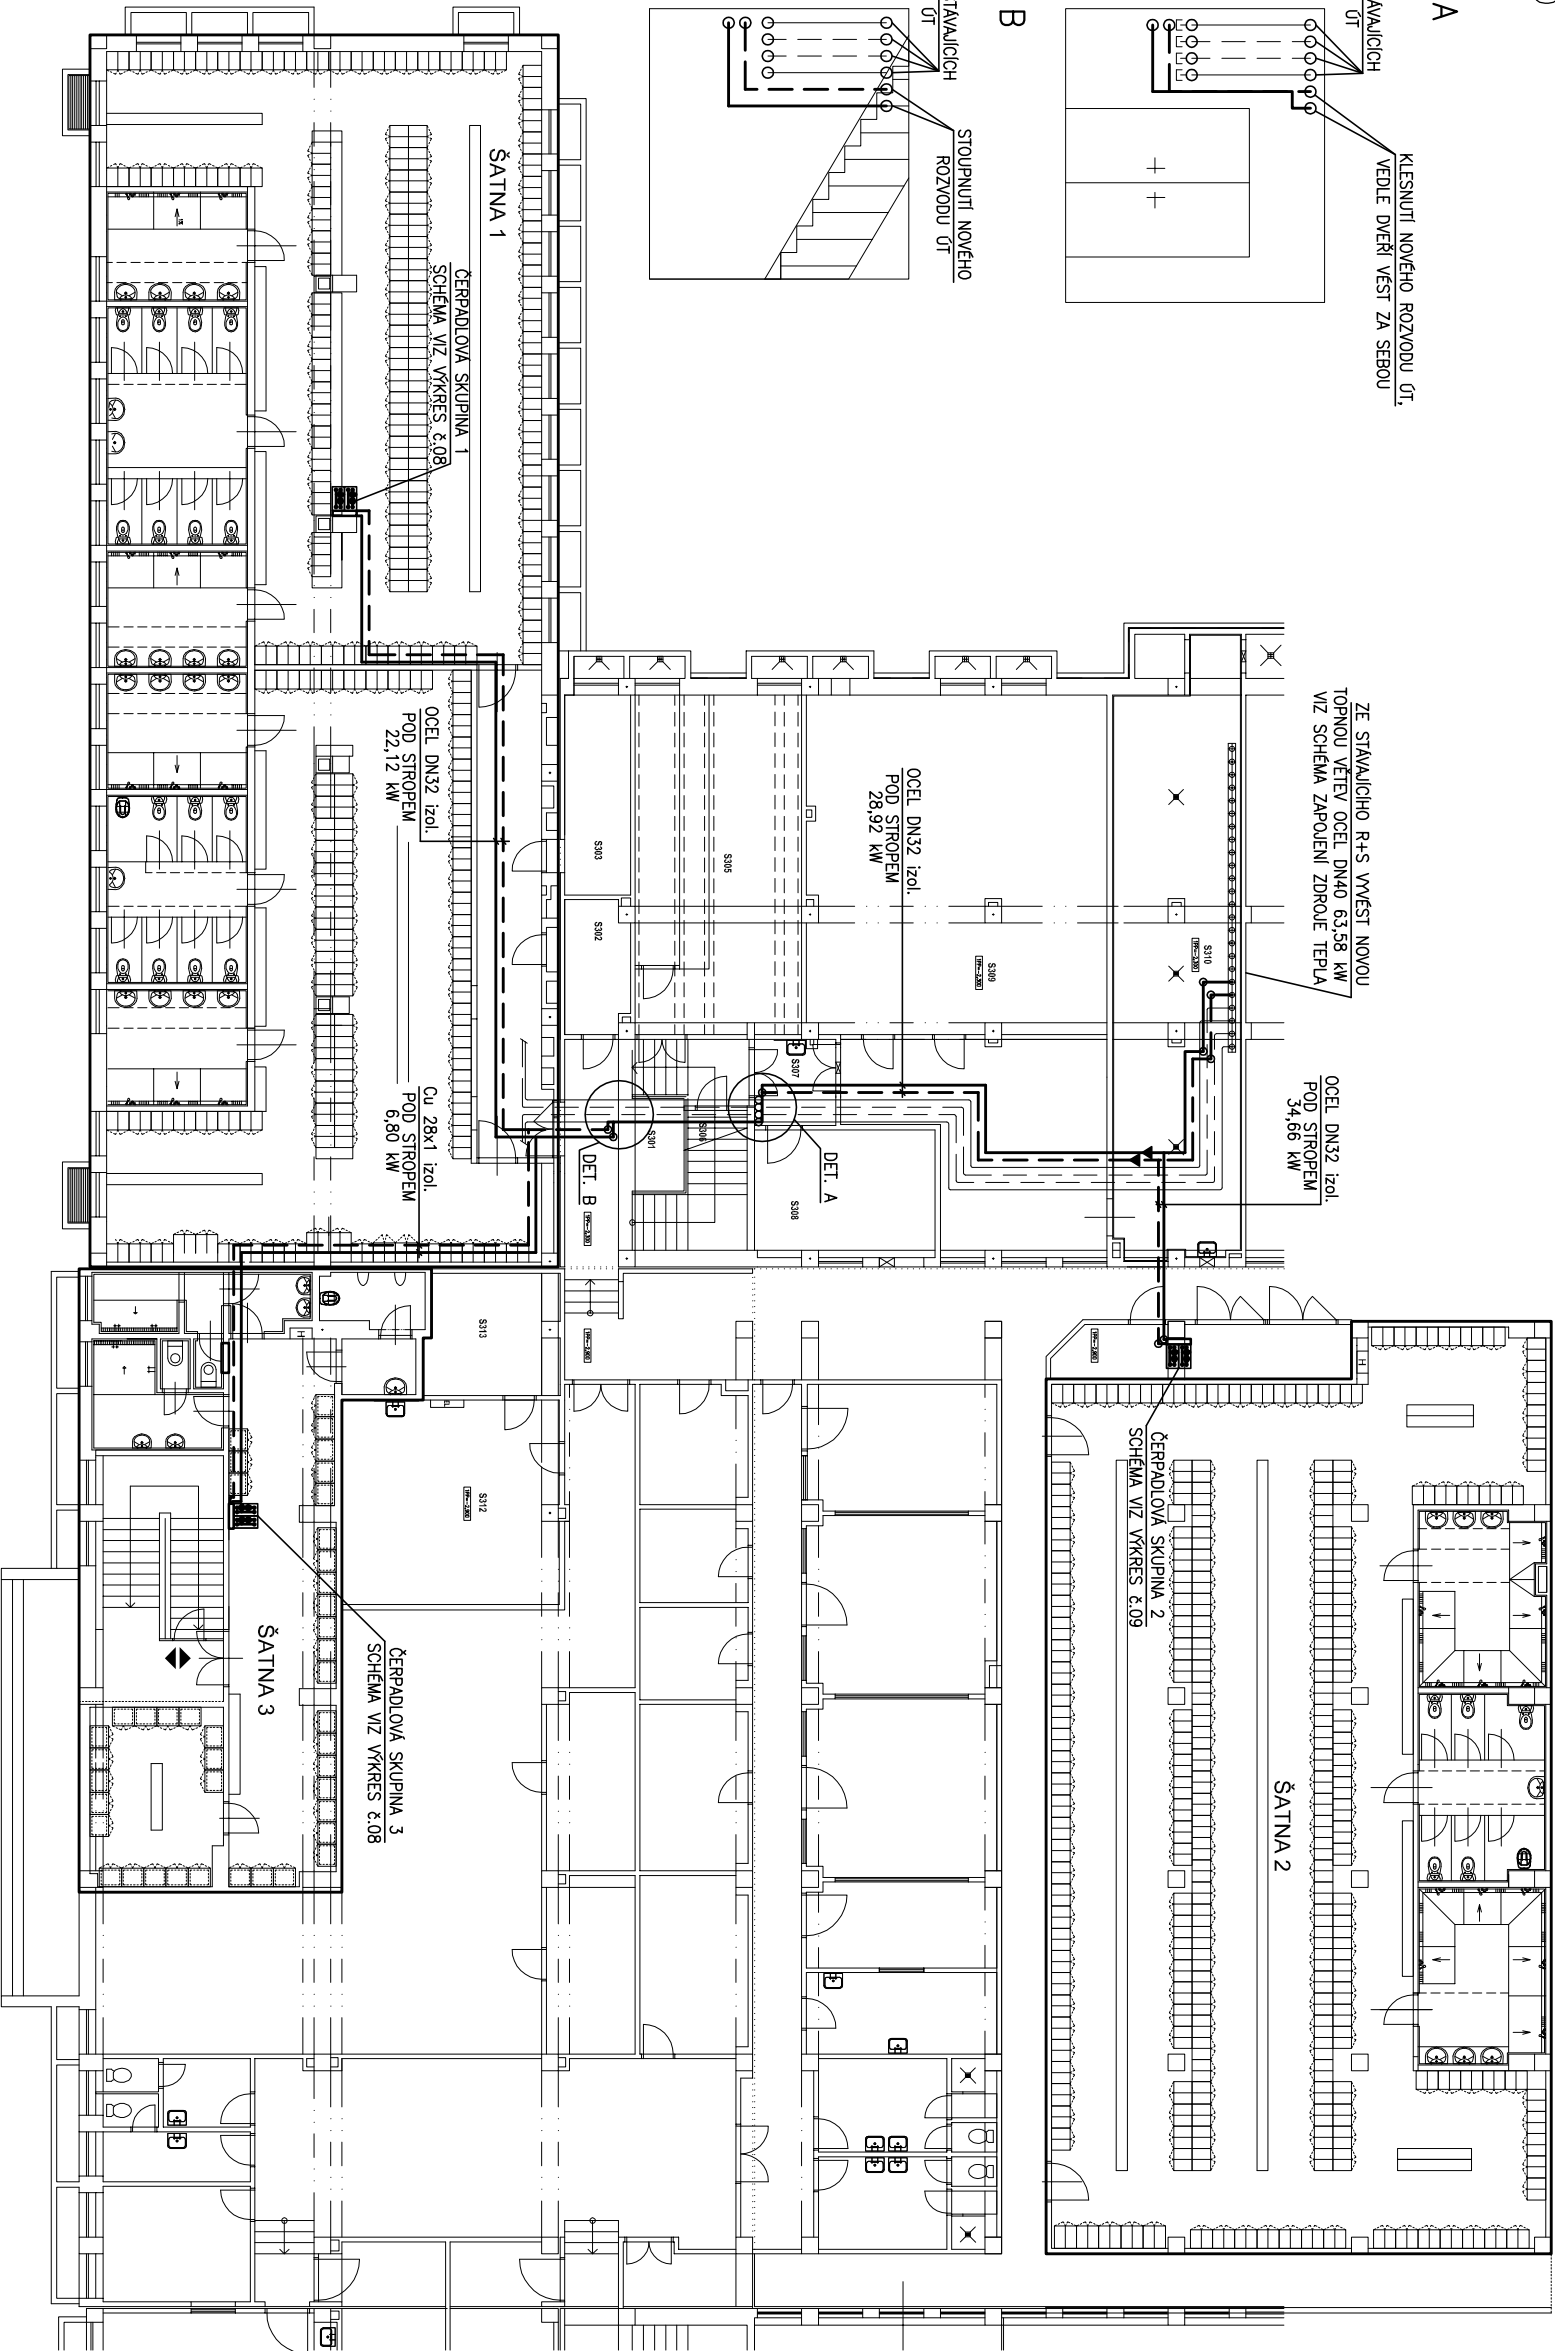 A
TÁVAJÍCÍCH
ÚT
KLESNUTÍ NOVÉHO ROZVODU ÚT,
VEDLE DVEŘÍ VÉST ZA SEBOU
B
TÁVAJÍCÍCH
ÚT
STOUPNUTÍ NOVÉHO
ROZVODU ÚT
ZE STÁVAJÍCÍHO R+S VYVÉST NOVOU
TOPNOU VĚTEV OCEL DN40 63,58 kW
VIZ SCHÉMA ZAPOJENÍ ZDROJE TEPLA
OCEL DN32 izol.
POD STROPEM
34,66 kW
OCEL DN32 izol.
POD STROPEM
28,92 kW
S310
S309
S305
S303
S302
S307
S306
S301
S308
DET. A
DET. B
ŠATNA 1
ČERPADLOVÁ SKUPINA 1
SCHÉMA VIZ VÝKRES č.08
OCEL DN32 izol.
POD STROPEM
22,12 kW
Cu 28x1 izol.
POD STROPEM
6,80 kW
ČERPADLOVÁ SKUPINA 2
SCHÉMA VIZ VÝKRES č.09
ŠATNA 2
S313
S312
H
H
ŠATNA 3
ČERPADLOVÁ SKUPINA 3
SCHÉMA VIZ VÝKRES č.08